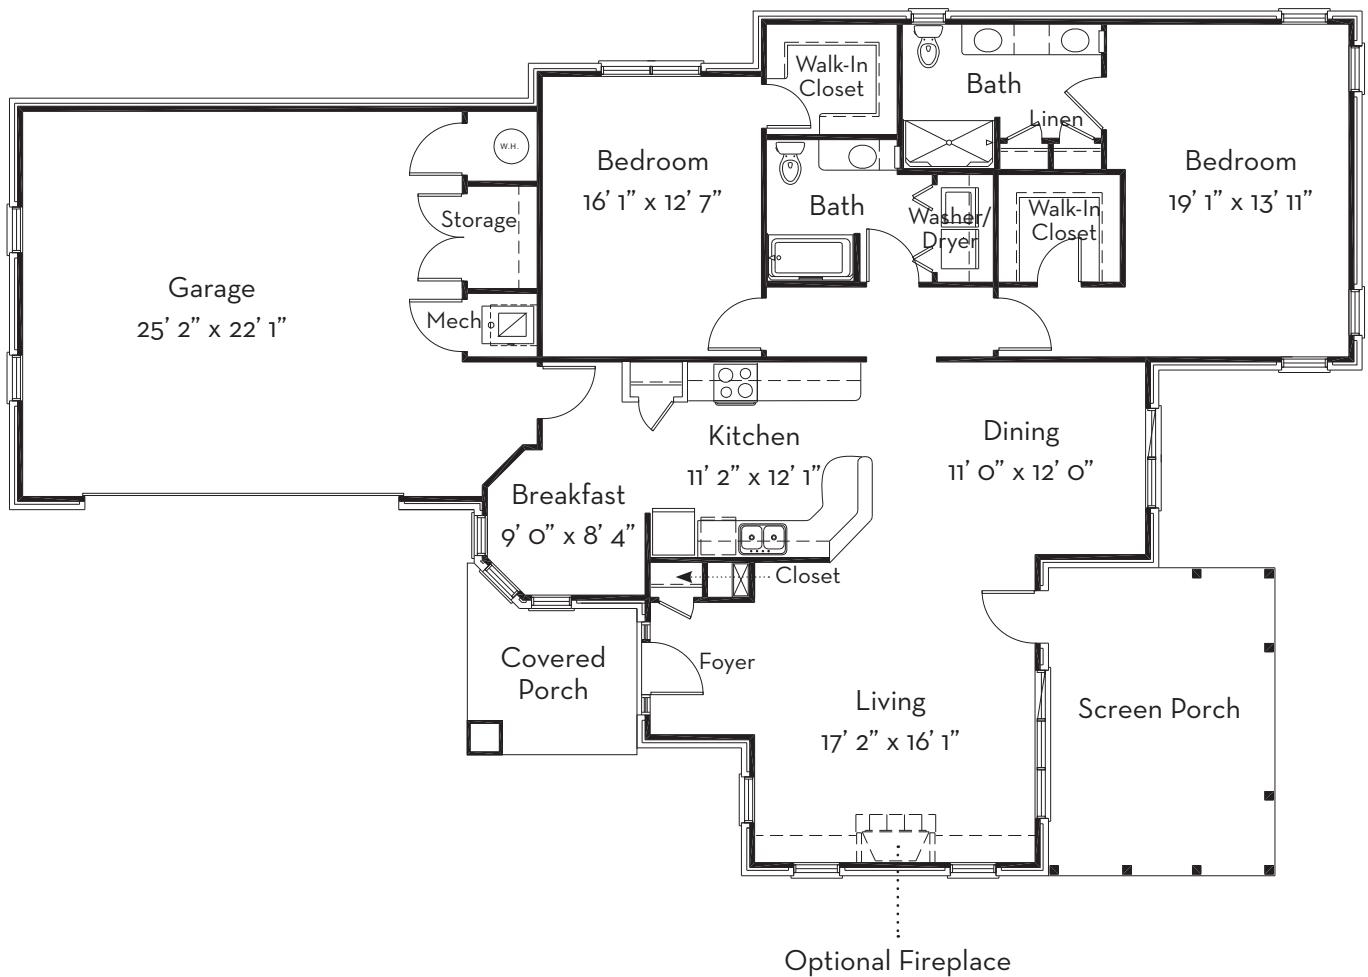 Walk-In
Closet
Bath
Linen
W.H.
Bedroom
16’ 1” x 12’ 7”
Bedroom
19’ 1” x 13’ 11”
Storage
Bath
Washer/
Dryer
Walk-In
Closet
Garage
25’ 2” x 22’ 1”
Mech
Kitchen
11’ 2” x 12’ 1”
Dining
11’ 0” x 12’ 0”
Breakfast
9’ 0” x 8’ 4”
Closet
Covered
Porch
Foyer
Living
17’ 2” x 16’ 1”
Screen Porch
Optional Fireplace